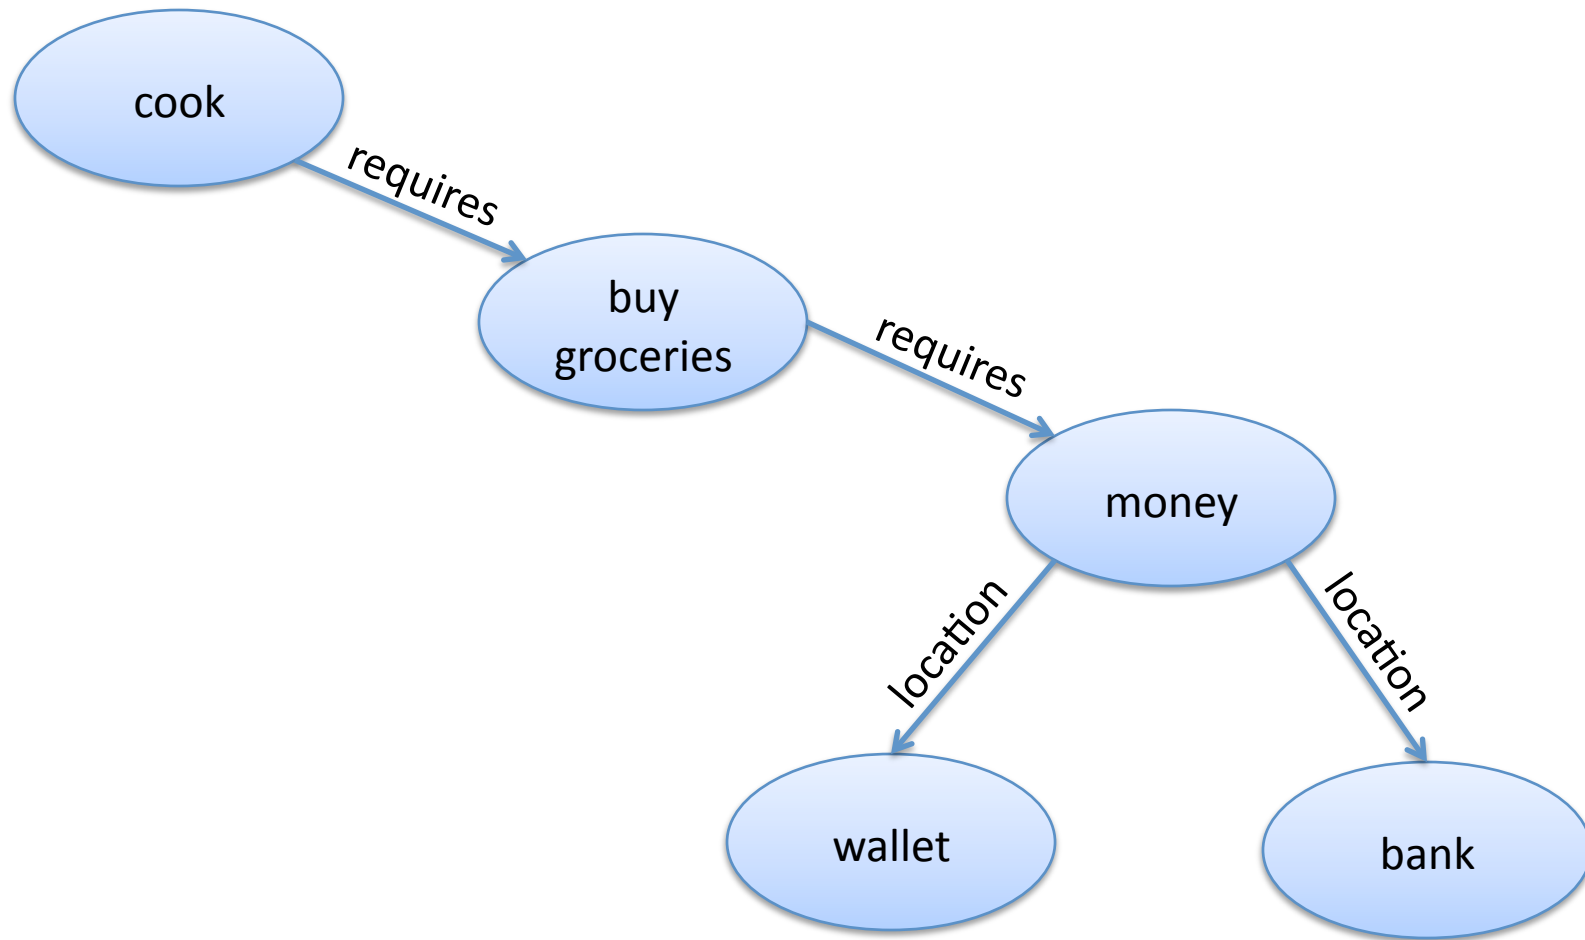 cook
requires
buy
groceries
requires
money
location
location
wallet
bank